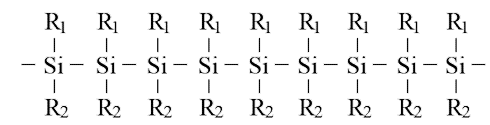 R₁ R₁ R₁ R₁ R₁ R₁ R₁ R₁ R₁
– Si – Si – Si – Si – Si – Si – Si – Si – Si –
R₂ R₂ R₂ R₂ R₂ R₂ R₂ R₂ R₂